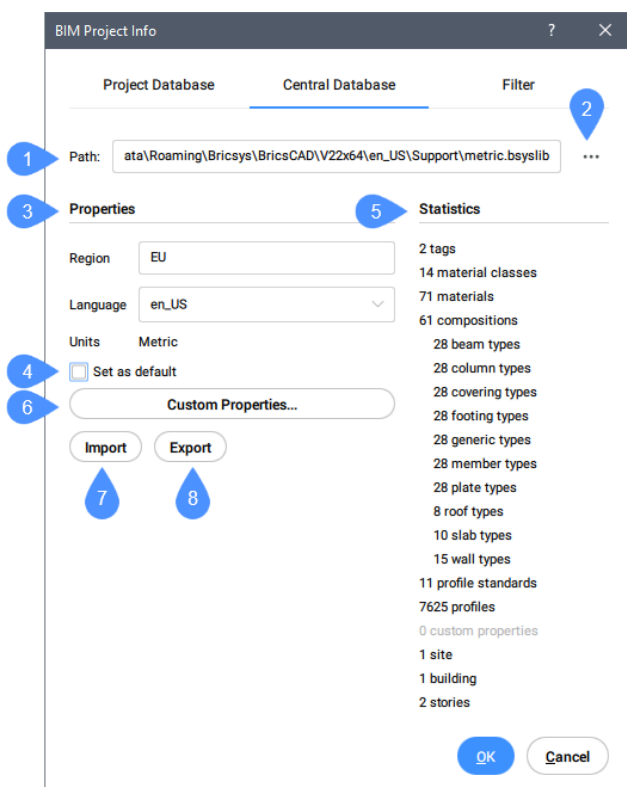 BIM Project Info ? ×
Project Database Central Database Filter
2
1 Path: ata\Roaming\Bricsys\BricsCAD\V22x64\en_US\Support\metric.bsyslib ...
3 Properties
Region EU
Language en_US
Units Metric
4 Set as default
6 Custom Properties...
Import Export
7 8
5 Statistics
2 tags
14 material classes
71 materials
61 compositions
28 beam types
28 column types
28 covering types
28 footing types
28 generic types
28 member types
28 plate types
8 roof types
10 slab types
15 wall types
11 profile standards
7625 profiles
0 custom properties
1 site
1 building
2 stories
OK Cancel